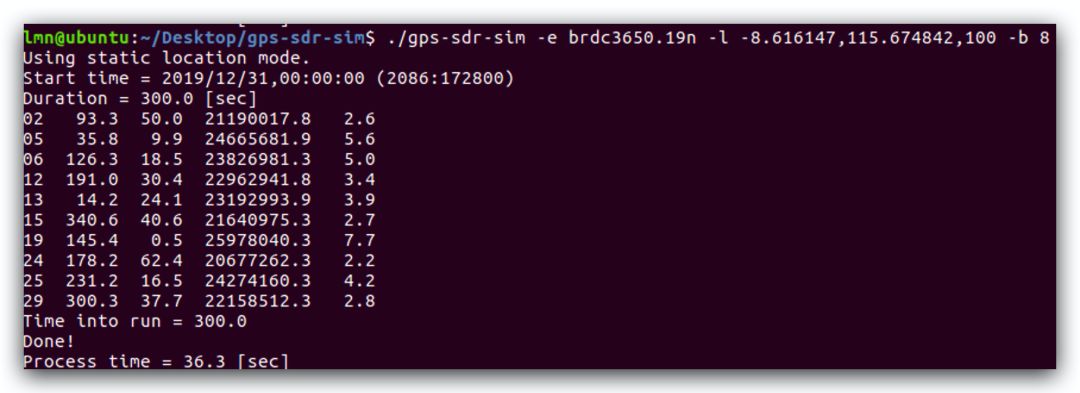 lmn@ubuntu:~/Desktop/gps-sdr-sim$ ./gps-sdr-sim -e brdc3650.19n -l -8.616147,115.674842,100 -b 8
Using static location mode.
Start time = 2019/12/31,00:00:00 (2086:172800)
Duration = 300.0 [sec]
02   93.3  50.0  21190017.8   2.6
05   35.8   9.9  24665681.9   5.6
06  126.3  18.5  23826981.3   5.0
12  191.0  30.4  22962941.8   3.4
13   14.2  24.1  23192993.9   3.9
15  340.6  40.6  21640975.3   2.7
19  145.4   0.5  25978040.3   7.7
24  178.2  62.4  20677262.3   2.2
25  231.2  16.5  24274160.3   4.2
29  300.3  37.7  22158512.3   2.8
Time into run = 300.0
Done!
Process time = 36.3 [sec]